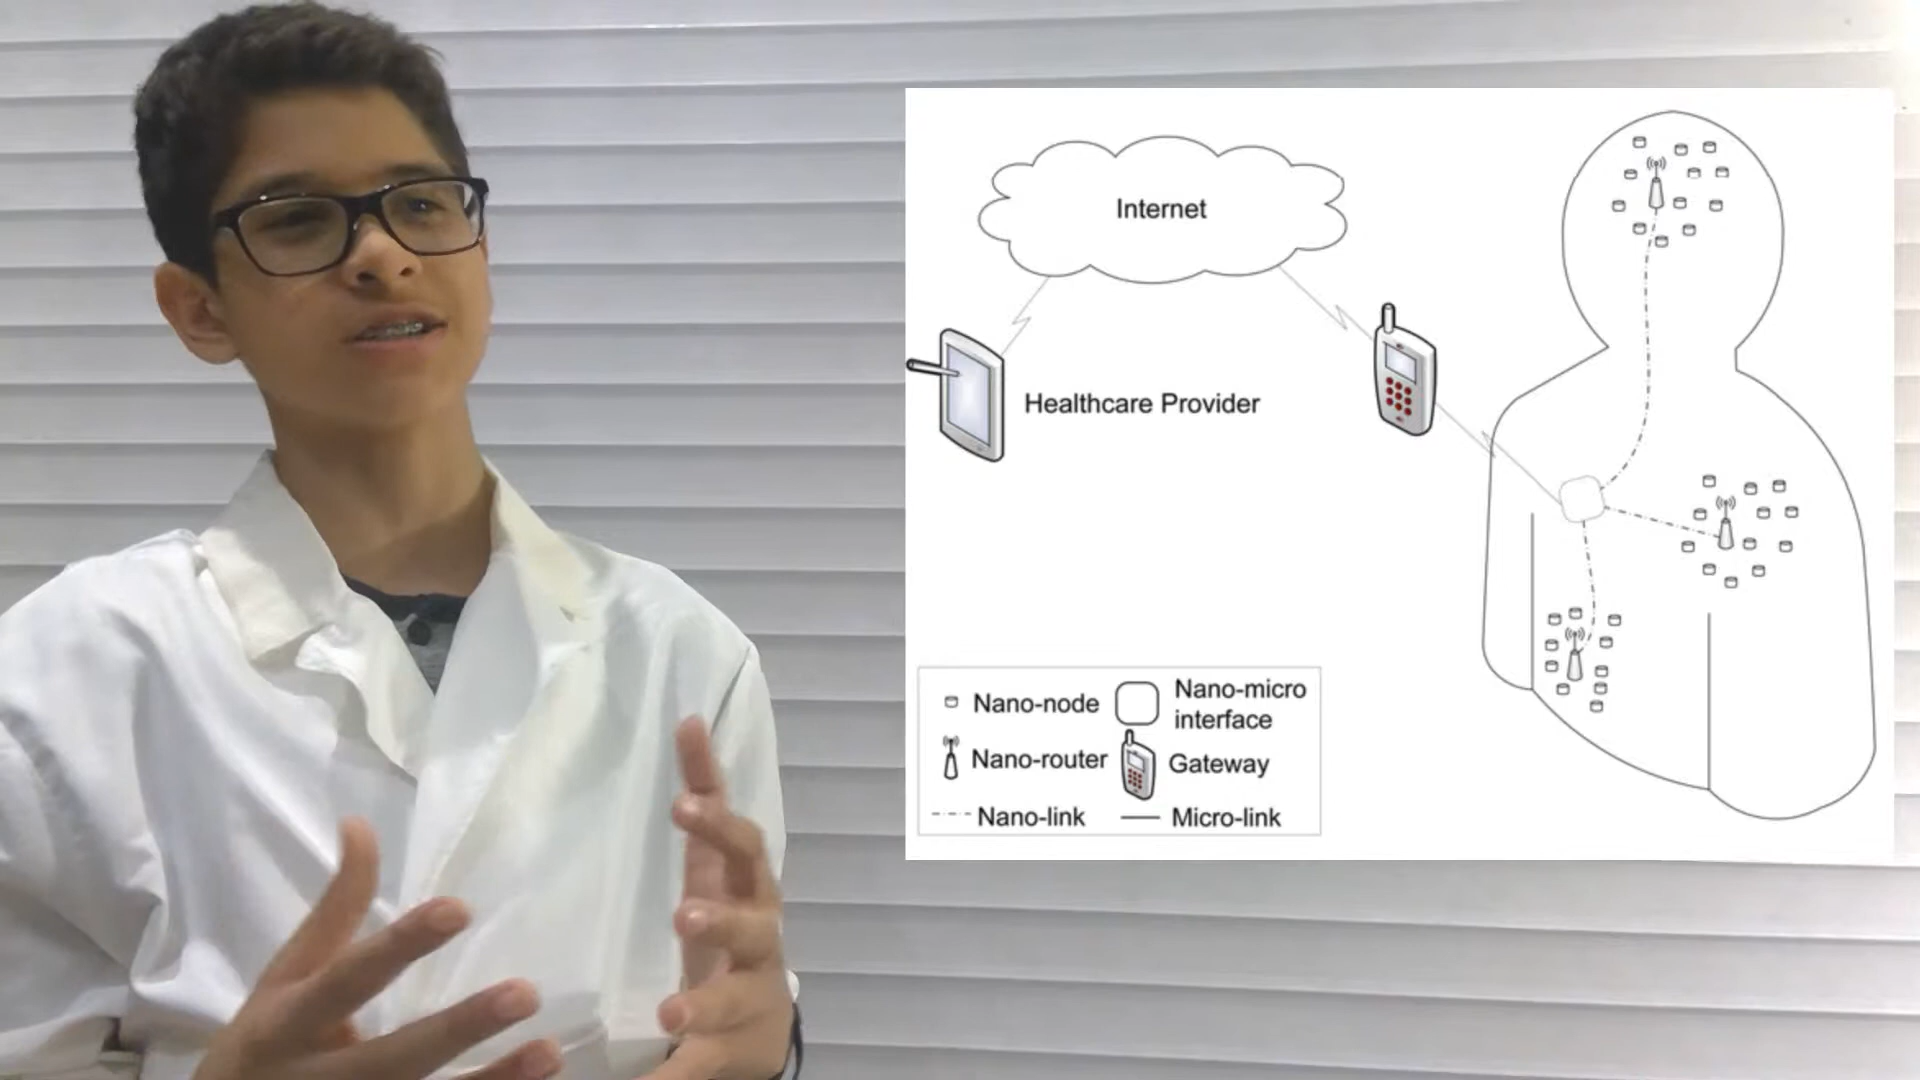 Internet
Healthcare Provider
Nano-node
Nano-micro
interface
Nano-router
Gateway
Nano-link
Micro-link